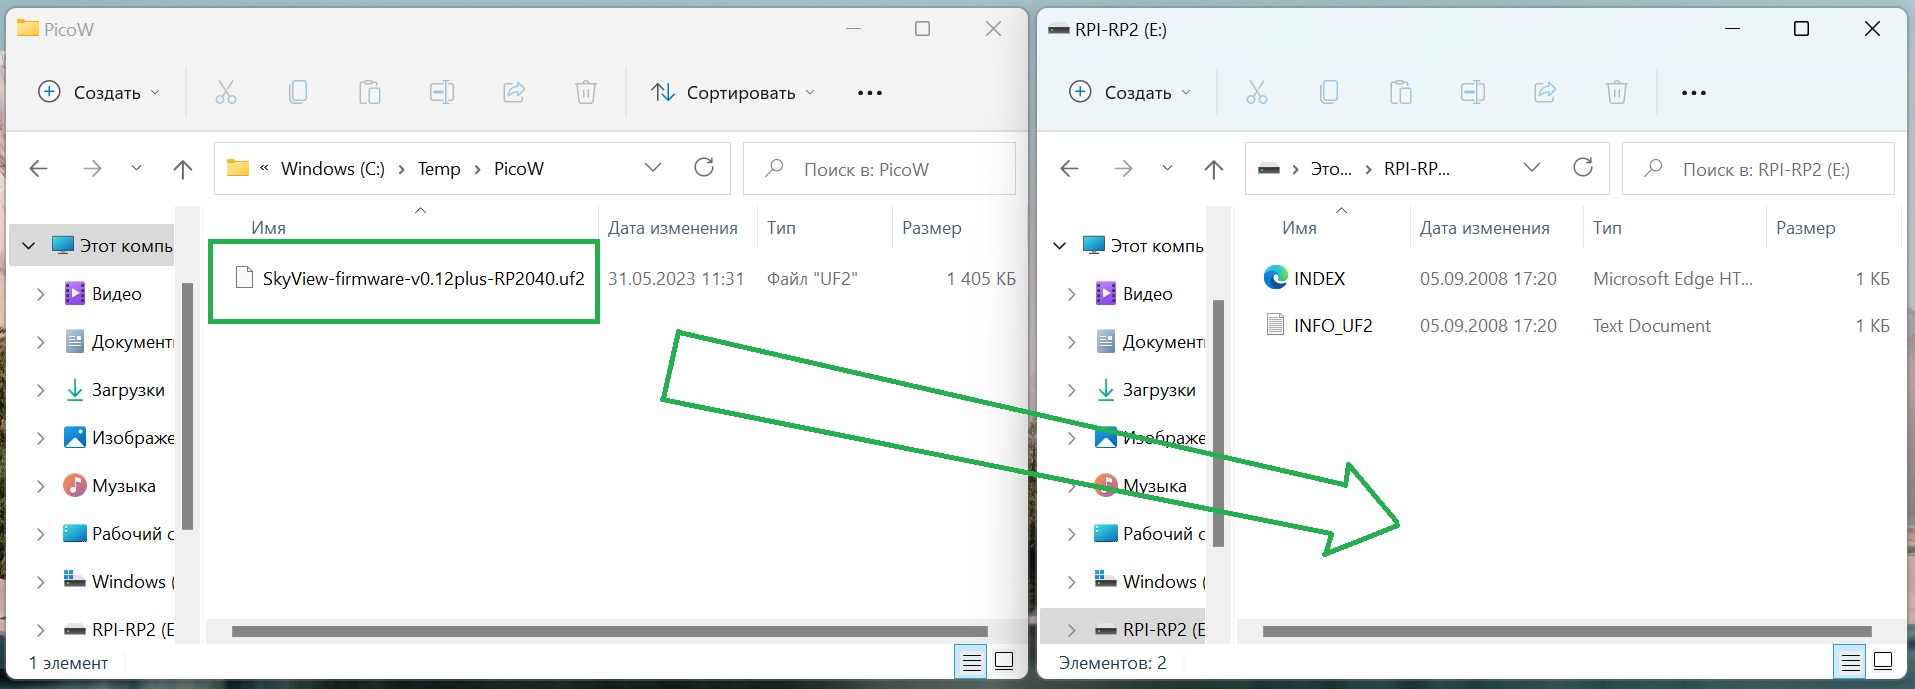 PicoW
Создать
Сортировать
« Windows (C:) › Temp › PicoW
Поиск в: PicoW
Имя Дата изменения Тип Размер
SkyView-firmware-v0.12plus-RP2040.uf2 31.05.2023 11:31 Файл "UF2" 1 405 КБ
Этот компь
Видео
Документ
Загрузки
Изображе
Музыка
Рабочий с
Windows (
RPI-RP2 (E
1 элемент
RPI-RP2 (E:)
Создать
Это... › RPI-RP...
Поиск в: RPI-RP2 (E:)
Имя Дата изменения Тип Размер
INDEX 05.09.2008 17:20 Microsoft Edge HT... 1 КБ
INFO_UF2 05.09.2008 17:20 Text Document 1 КБ
Этот компь
Видео
Документ
Загрузки
Изображе
Музыка
Рабочий с
Windows (
RPI-RP2 (E
Элементов: 2